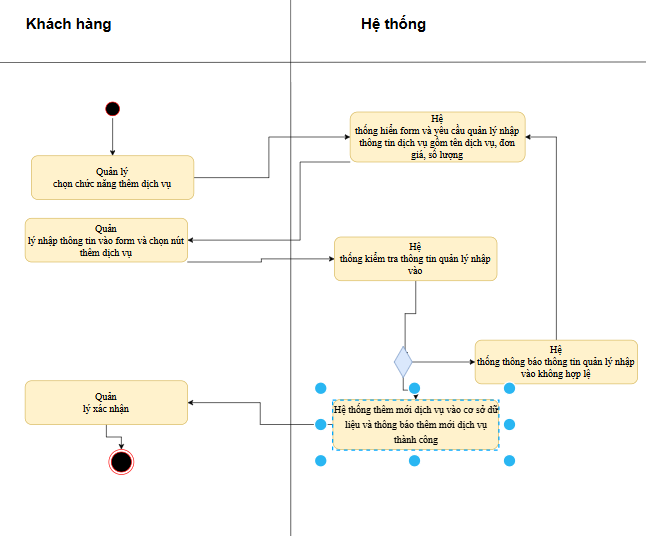 Khách hàng
Hệ thống
Hệ
thống hiển form và yêu cầu quản lý nhập
thông tin dịch vụ gồm tên dịch vụ, đơn
giá, số lượng
Quản lý
chọn chức năng thêm dịch vụ
Quản
lý nhập thông tin vào form và chọn nút
thêm dịch vụ
Hệ
thống kiểm tra thông tin quản lý nhập
vào
Hệ
thống thông báo thông tin quản lý nhập
vào không hợp lệ
Quản
lý xác nhận
Hệ thống thêm mới dịch vụ vào cơ sở dữ
liệu và thông báo thêm mới dịch vụ
thành công